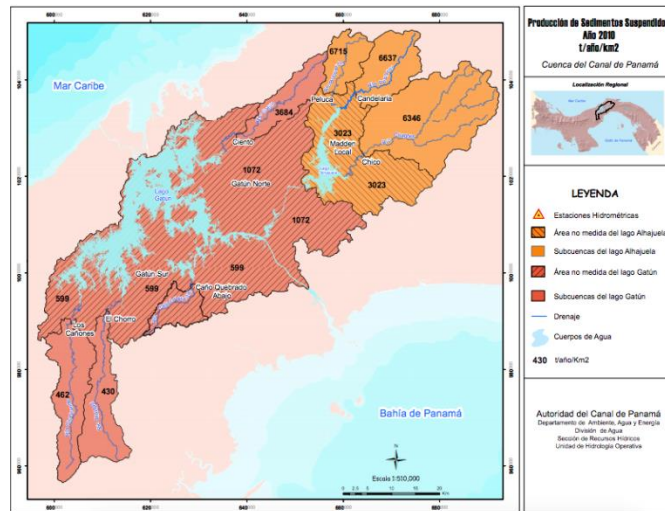 Producción de Sedimentos Suspendidos
Año 2010
t/año/km2
Cuenca del Canal de Panamá
Localización Regional
Mar Caribe
LEYENDA
Estaciones Hidrométricas
Área no medida del lago Alhajuela
Subcuencas del lago Alhajuela
Área no medida del lago Gatún
Subcuencas del lago Gatún
Drenaje
Cuerpos de Agua
430 t/año/Km2
Autoridad del Canal de Panamá
Departamento de Ambiente, Agua y Energía
División de Agua
Sección de Recursos Hídricos
Unidad de Hidrología Operativa
Mar Caribe
6715
6637
Peluca
Candelaria
3684
6346
Ciento
3023
Madden
Local
Chico
1072
Gatún Norte
3023
Lago
Gatún
1072
599
Gatún Sur
599
599
Caño Quebrado
Abajo
Los
Cañones
El Chorro
462
430
Bahía de Panamá
Escala 1:510,000